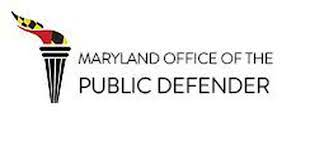 MARYLAND OFFICE OF THE
PUBLIC DEFENDER